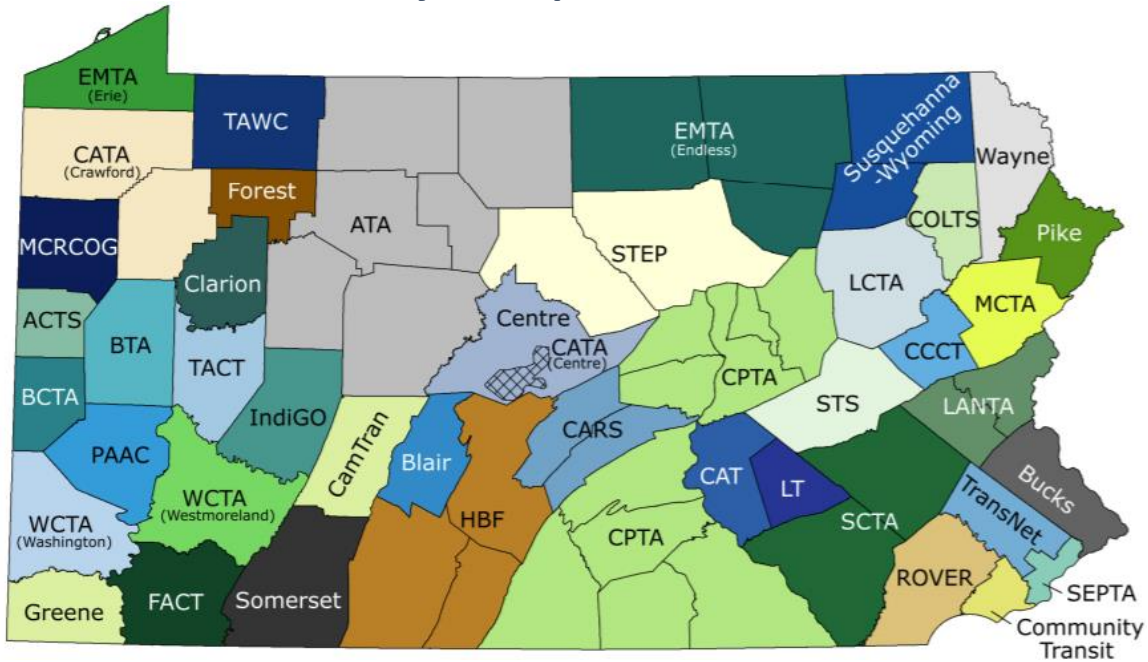 EMTA
(Erie)
TAWC
EMTA
(Endless)
Susquehanna
-Wyoming
Wayne
CATA
(Crawford)
Forest
ATA
COLTS
Pike
MCRCOG
STEP
Clarion
LCTA
MCTA
ACTS
BTA
Centre
CATA
(Centre)
CCCT
TACT
CPTA
BCTA
STS
LANTA
IndiGO
CARS
PAAC
CamTran
Blair
CAT
LT
Bucks
WCTA
(Westmoreland)
TransNet
WCTA
(Washington)
HBF
SCTA
CPTA
ROVER
SEPTA
Greene
FACT
Somerset
Community
Transit